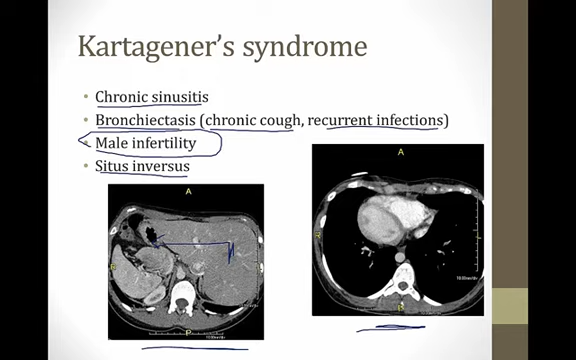 Kartagener's syndrome
Chronic sinusitis
Bronchiectasis (chronic cough, recurrent infections)
Male infertility
Situs inversus
A
A
R
P